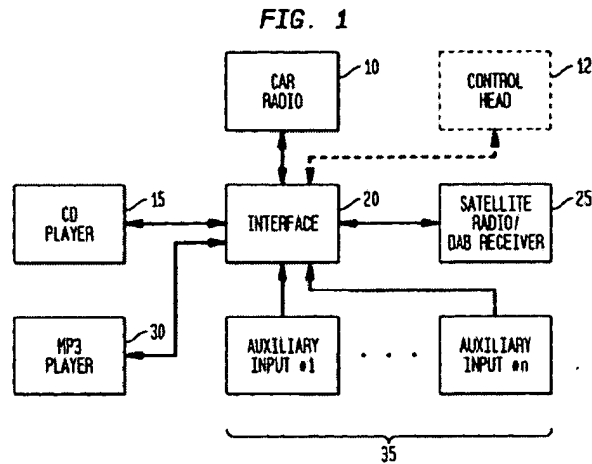 FIG. 1
CAR
RADIO
10
CONTROL
HEAD
12
CD
PLAYER
15
INTERFACE
20
SATELLITE
RADIO/
DAB RECEIVER
25
MP3
PLAYER
30
AUXILIARY
INPUT #1
. . .
AUXILIARY
INPUT #n
35